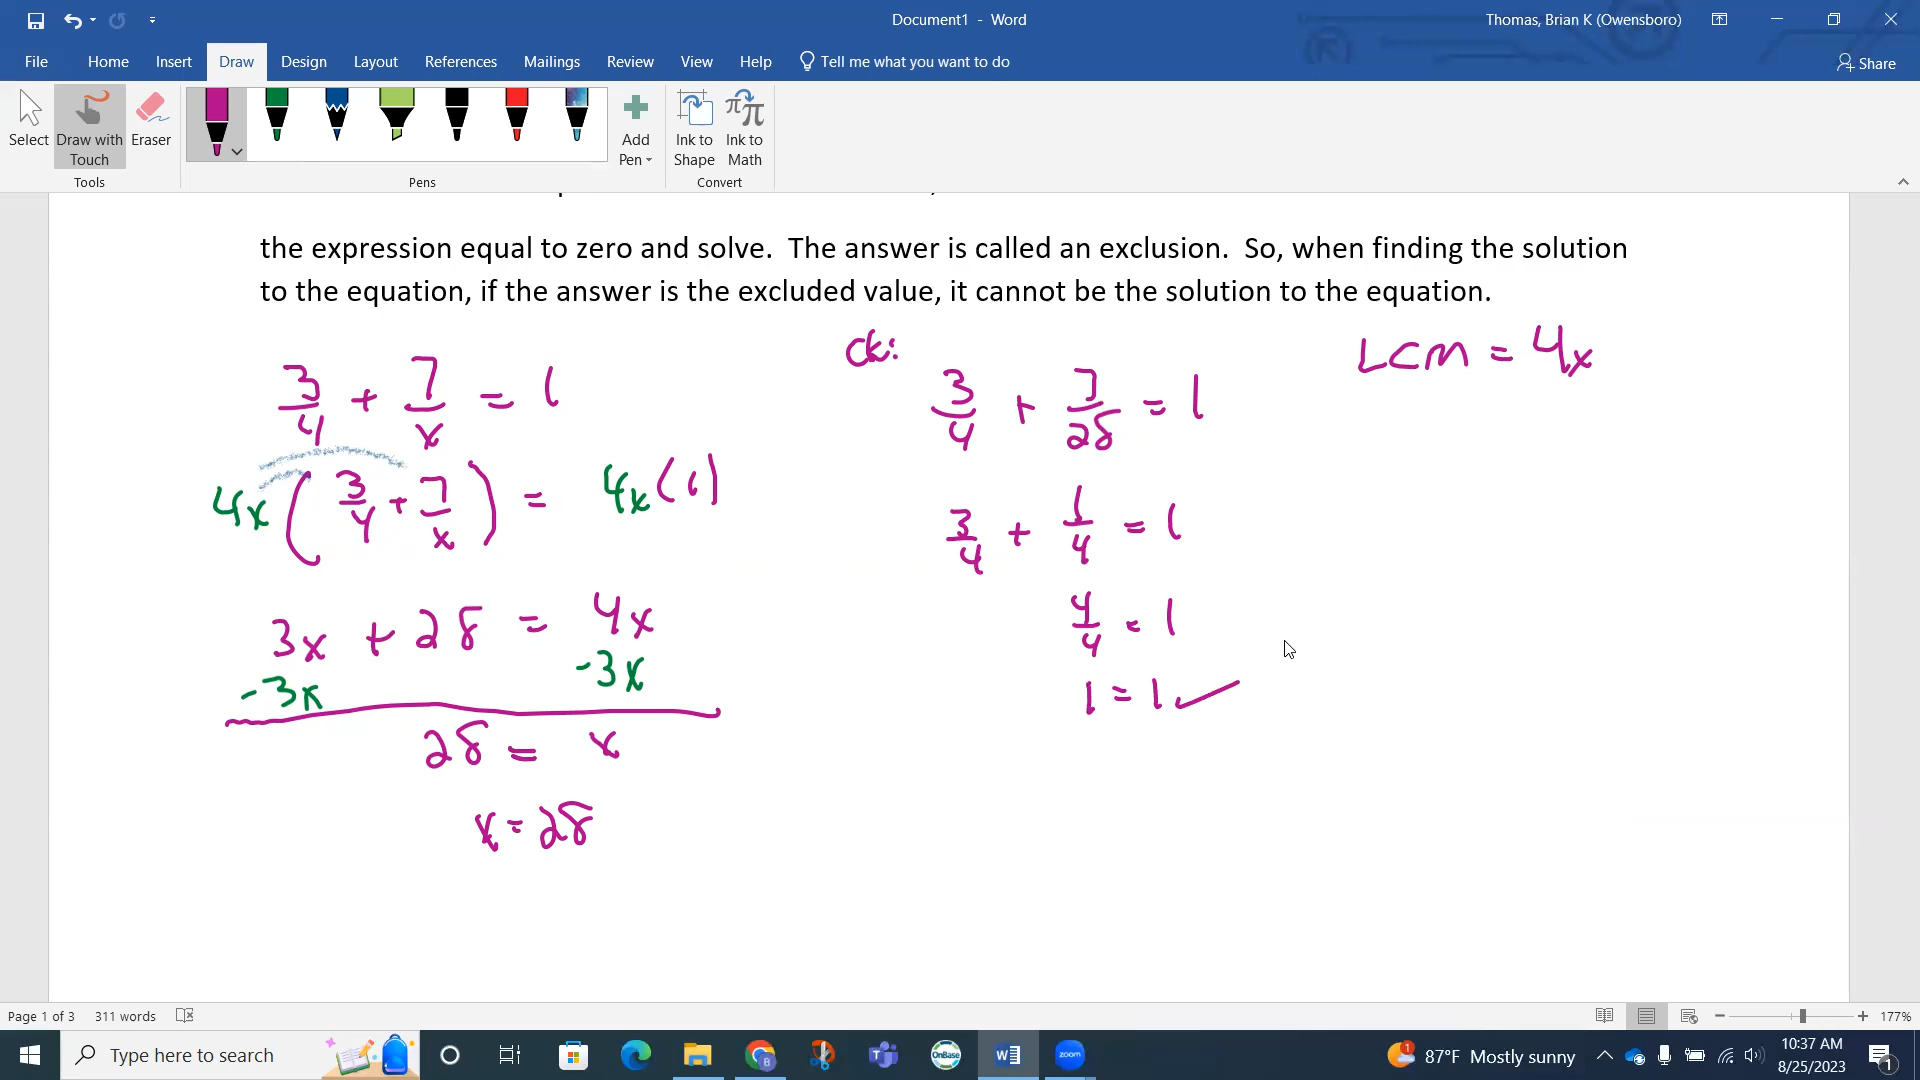 Document1 - Word
Thomas, Brian K (Owensboro)
File Home Insert Draw Design Layout References Mailings Review View Help Tell me what you want to do
Share
Select Draw with Touch Eraser Add Pen Ink to Shape Ink to Math
Tools Pens Convert
the expression equal to zero and solve. The answer is called an exclusion. So, when finding the solution
to the equation, if the answer is the excluded value, it cannot be the solution to the equation.
3/4 + 7/x = 1
4x ( 3/4 + 7/x ) = 4x (1)
3x + 28 = 4x
-3x -3x
28 = x
x = 28
ck:
3/4 + 7/28 = 1
3/4 + 1/4 = 1
4/4 = 1
1 = 1 ✓
LCM = 4x
Page 1 of 3 311 words 177%
Type here to search
OnBase
zoom
1
87°F Mostly sunny
10:37 AM
8/25/2023
1